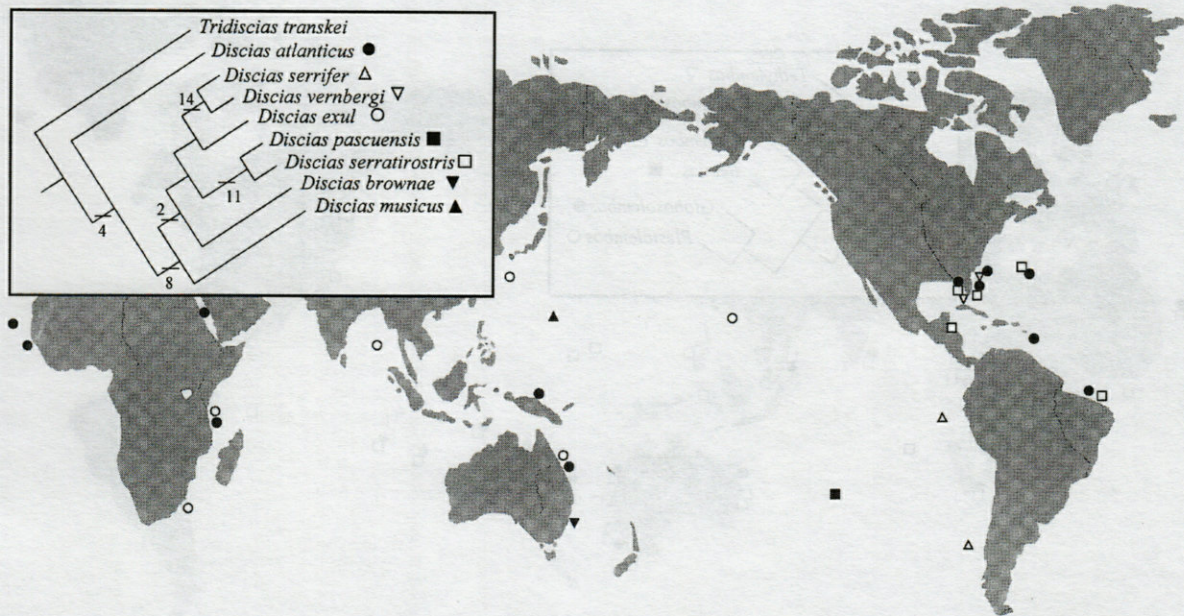 Tridiscias transkei
Discias atlanticus
Discias serrifer
14
Discias vernbergi
Discias exul
Discias pascuensis
Discias serratirostris
11
Discias brownae
2
Discias musicus
4
8